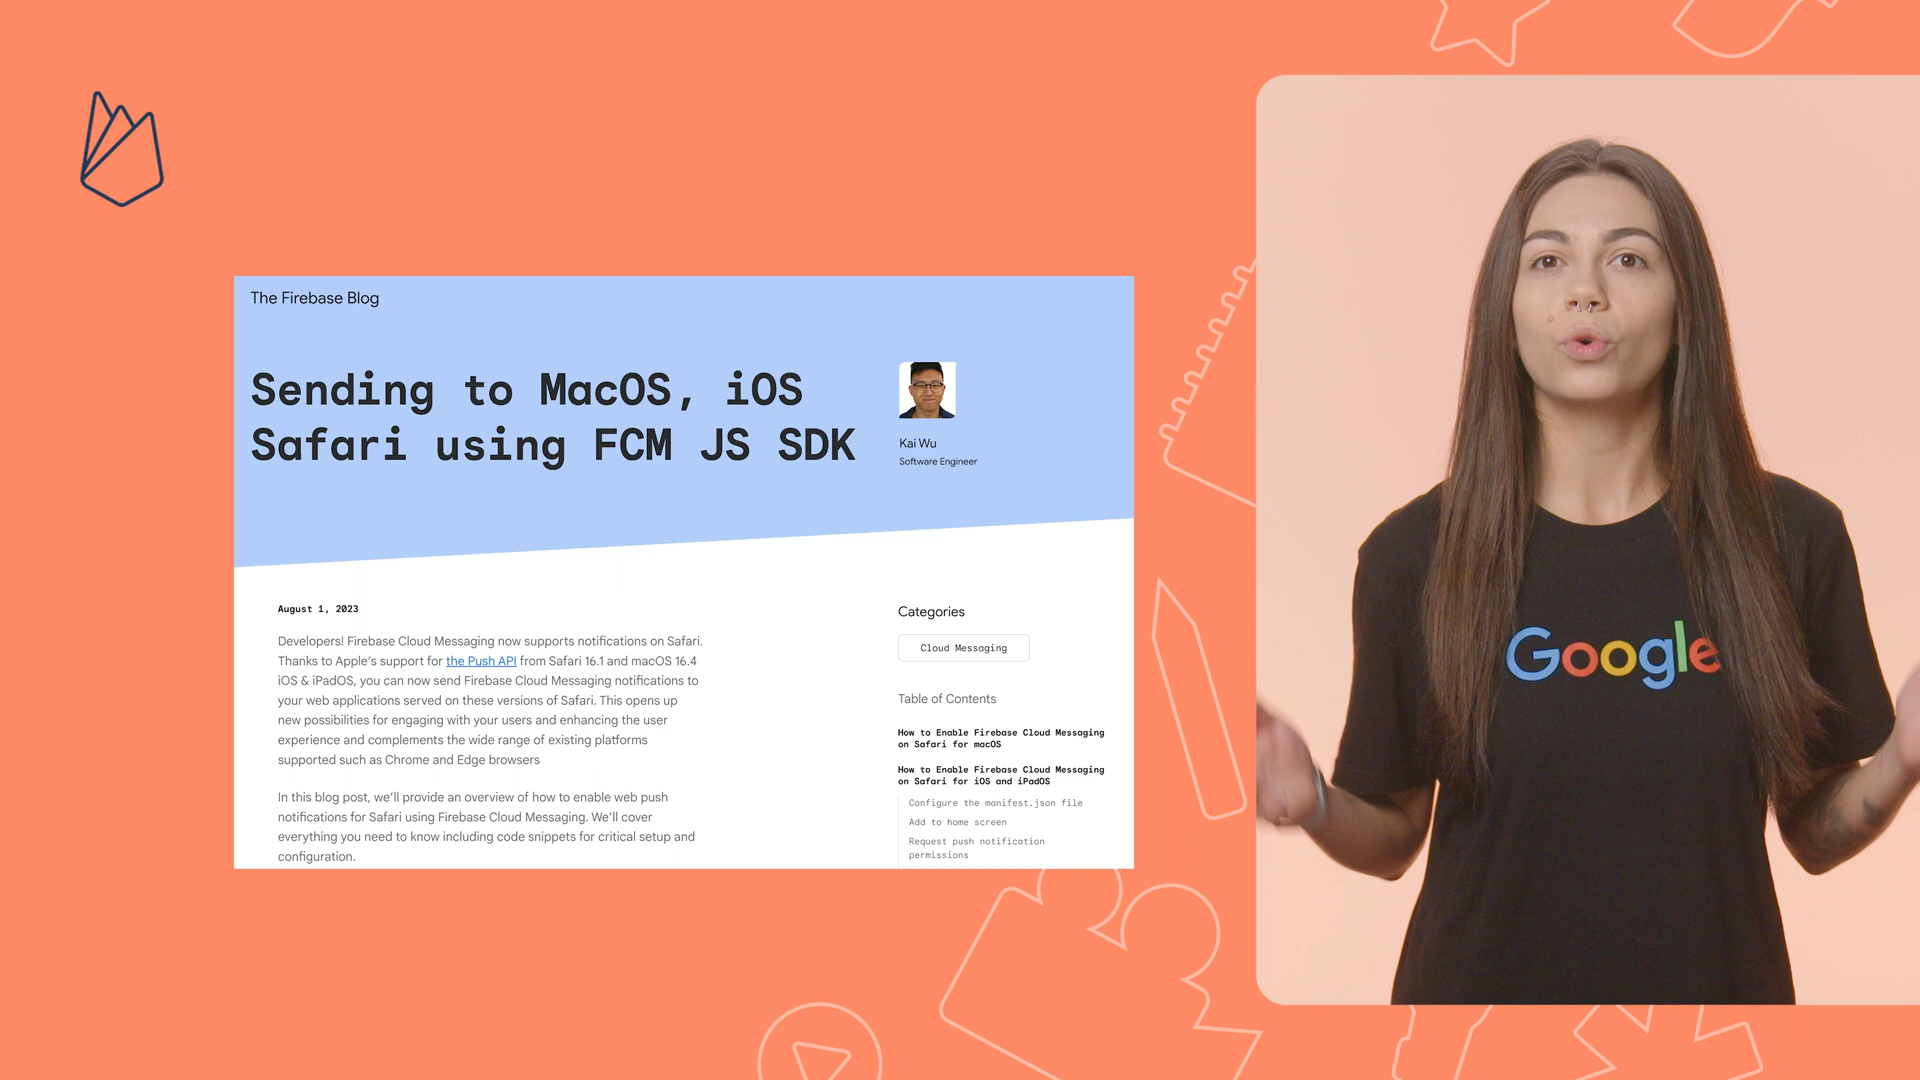 The Firebase Blog
Sending to MacOS, iOS
Safari using FCM JS SDK
Kai Wu
Software Engineer
August 1, 2023
Developers! Firebase Cloud Messaging now supports notifications on Safari.
Thanks to Apple’s support for the Push API from Safari 16.1 and macOS 16.4
iOS & iPadOS, you can now send Firebase Cloud Messaging notifications to
your web applications served on these versions of Safari. This opens up
new possibilities for engaging with your users and enhancing the user
experience and complements the wide range of existing platforms
supported such as Chrome and Edge browsers
In this blog post, we’ll provide an overview of how to enable web push
notifications for Safari using Firebase Cloud Messaging. We’ll cover
everything you need to know including code snippets for critical setup and
configuration.
Categories
Cloud Messaging
Table of Contents
How to Enable Firebase Cloud Messaging
on Safari for macOS
How to Enable Firebase Cloud Messaging
on Safari for iOS and iPadOS
Configure the manifest.json file
Add to home screen
Request push notification
permissions
Google